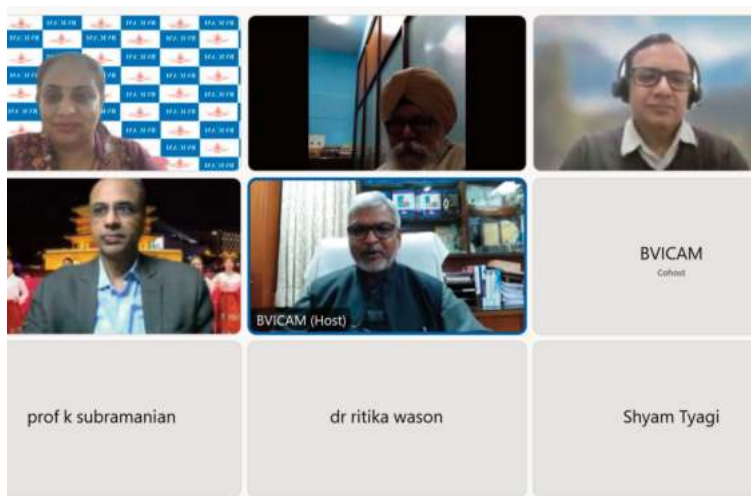 BVICAM (Host)
BVICAM
Cohost
prof k subramanian
dr ritika wason
Shyam Tyagi